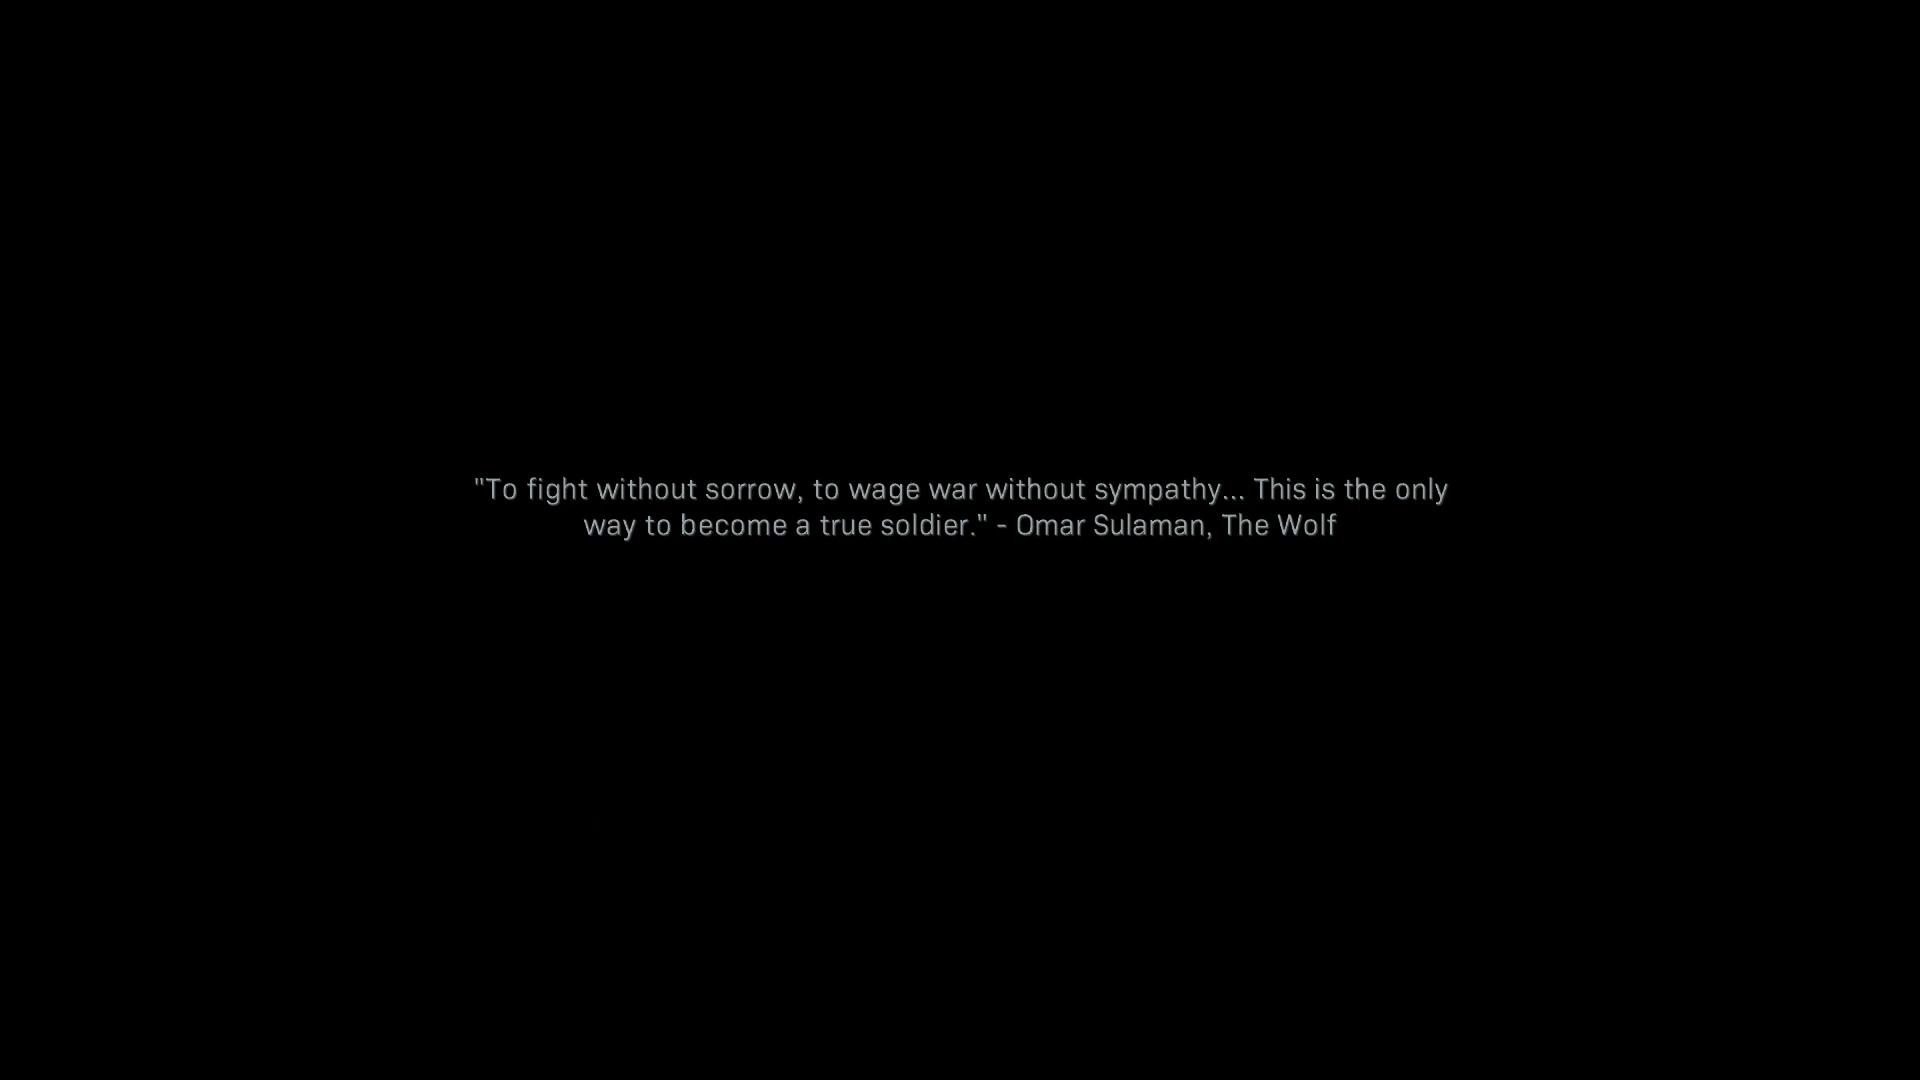 "To fight without sorrow, to wage war without sympathy... This is the only
way to become a true soldier." - Omar Sulaman, The Wolf